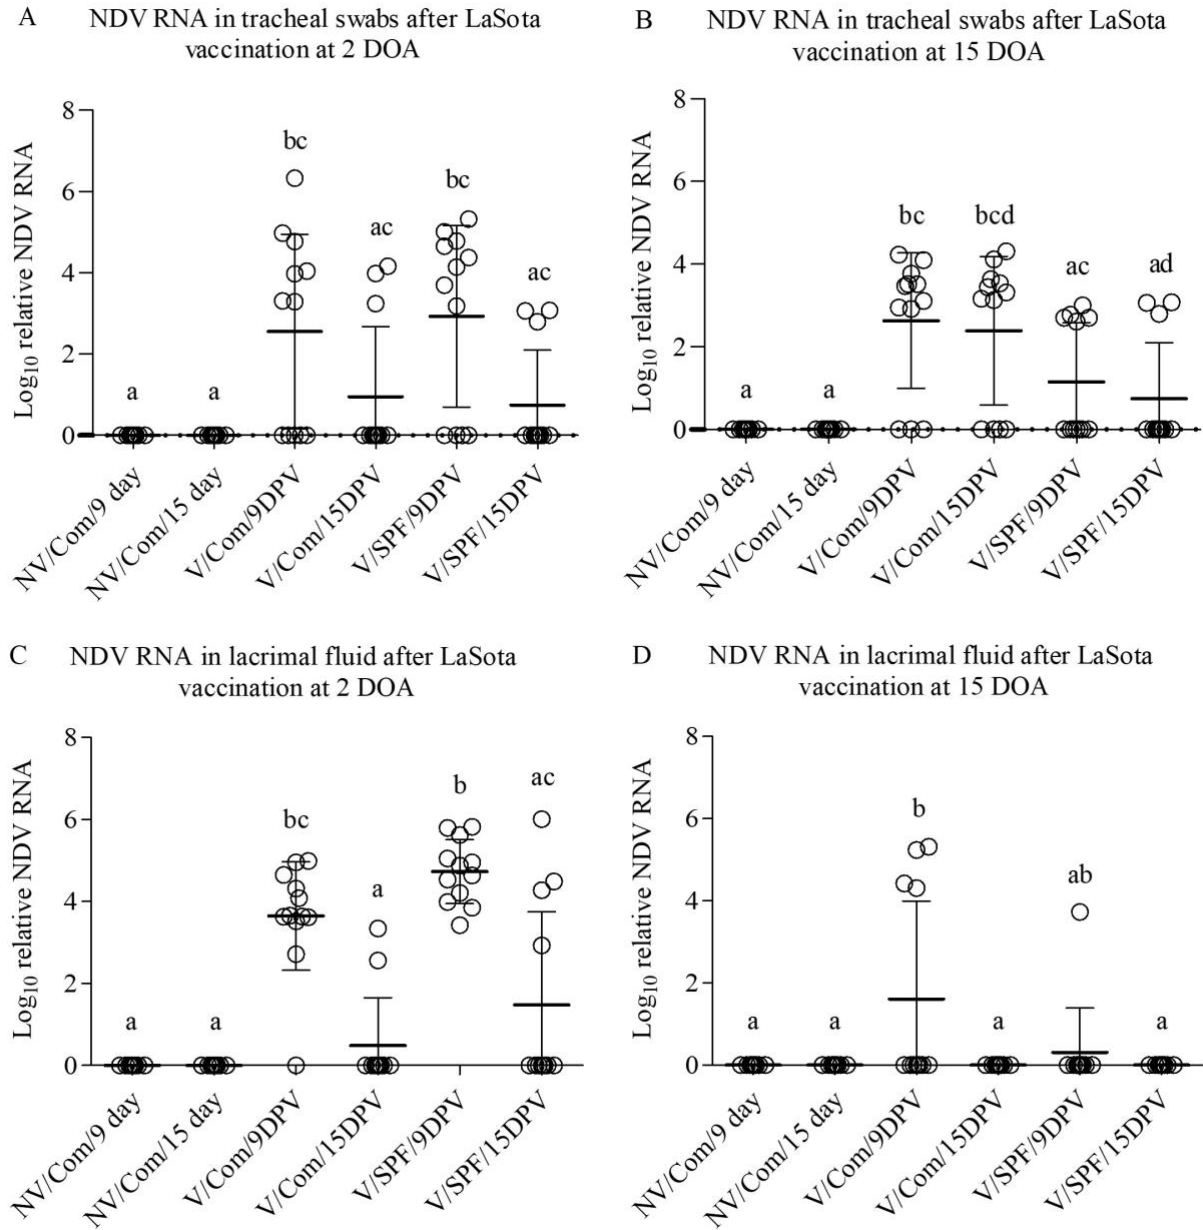 A
NDV RNA in tracheal swabs after LaSota
vaccination at 2 DOA
Log10 relative NDV RNA
8
6
4
2
0
a
a
bc
ac
bc
ac
NV/Com/9 day
NV/Com/15 day
V/Com/9DPV
V/Com/15DPV
V/SPF/9DPV
V/SPF/15DPV
B
NDV RNA in tracheal swabs after LaSota
vaccination at 15 DOA
Log10 relative NDV RNA
8
6
4
2
0
a
a
bc
bcd
ac
ad
NV/Com/9 day
NV/Com/15 day
V/Com/9DPV
V/Com/15DPV
V/SPF/9DPV
V/SPF/15DPV
C
NDV RNA in lacrimal fluid after LaSota
vaccination at 2 DOA
Log10 relative NDV RNA
8
6
4
2
0
a
a
bc
a
b
ac
NV/Com/9 day
NV/Com/15 day
V/Com/9DPV
V/Com/15DPV
V/SPF/9DPV
V/SPF/15DPV
D
NDV RNA in lacrimal fluid after LaSota
vaccination at 15 DOA
Log10 relative NDV RNA
8
6
4
2
0
a
a
b
a
ab
a
NV/Com/9 day
NV/Com/15 day
V/Com/9DPV
V/Com/15DPV
V/SPF/9DPV
V/SPF/15DPV